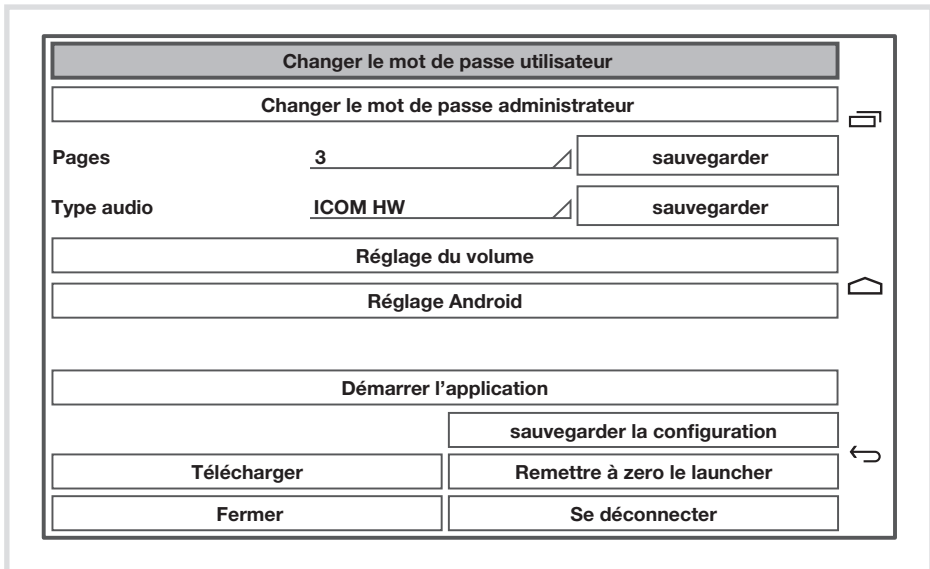 Changer le mot de passe utilisateur
Changer le mot de passe administrateur
Pages 3 sauvegarder
Type audio ICOM HW sauvegarder
Réglage du volume
Réglage Android
Démarrer l’application
sauvegarder la configuration
Télécharger Remettre à zero le launcher
Fermer Se déconnecter